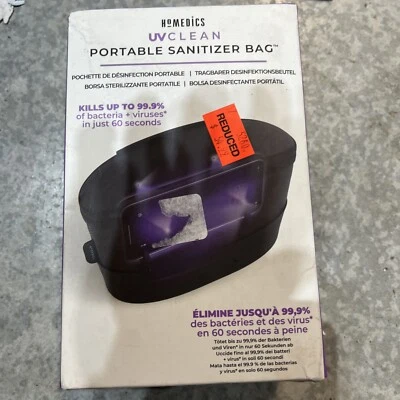 HOMEDICS
UVCLEAN
PORTABLE SANITIZER BAG™
POCHETTE DE DÉSINFECTION PORTABLE | TRAGBARER DESINFEKTIONSBEUTEL
BORSA STERILIZZANTE PORTATILE | BOLSA DESINFECTANTE PORTÁTIL
KILLS UP TO 99.9%
of bacteria + viruses*
in just 60 seconds
REDUCED
ÉLIMINE JUSQU'À 99,9%
des bactéries et des virus*
en 60 secondes à peine
Tötet bis zu 99,9% der Bakterien
und Viren* in nur 60 Sekunden ab
Uccide fino al 99,9% dei batteri
+ virus* in soli 60 secondi
Mata hasta el 99.9 % de las bacterias
y virus* en solo 60 segundos